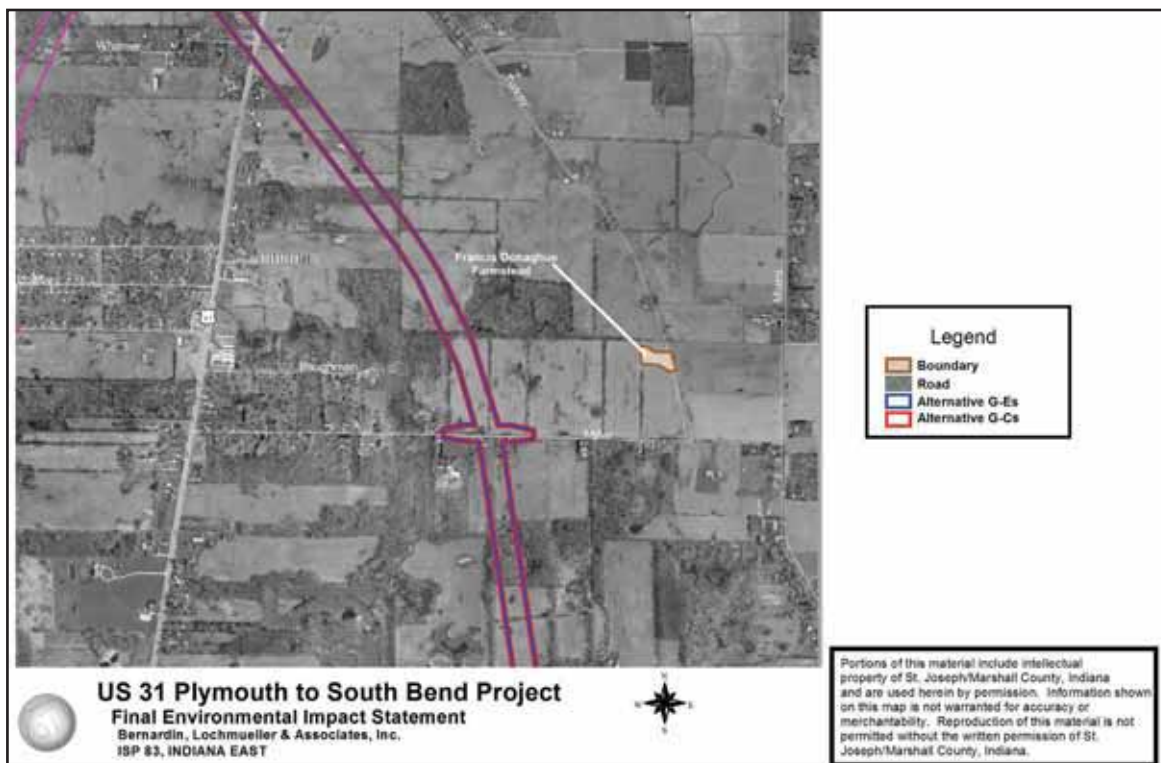 Francis Donaghue
Farmstead
31
Legend
Boundary
Road
Alternative G-Es
Alternative G-Cs
US 31 Plymouth to South Bend Project
Final Environmental Impact Statement
Bernardin, Lochmueller & Associates, Inc.
ISP 83, INDIANA EAST
N
Portions of this material include intellectual
property of St. Joseph/Marshall County, Indiana
and are used herein by permission. Information shown
on this map is not warranted for accuracy or
merchantability. Reproduction of this material is not
permitted without the written permission of St.
Joseph/Marshall County, Indiana.